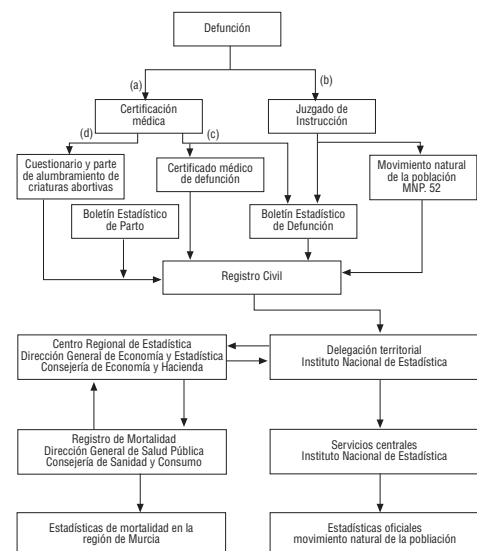 Defunción
(a)
(b)
Certificación
médica
Juzgado de
Instrucción
(d)
(c)
Cuestionario y parte
de alumbramiento de
criaturas abortivas
Certificado médico
de defunción
Movimiento natural
de la población
MNP. 52
Boletín Estadístico
de Parto
Boletín Estadístico
de Defunción
Registro Civil
Centro Regional de Estadística
Dirección General de Economía y Estadística
Consejería de Economía y Hacienda
Delegación territorial
Instituto Nacional de Estadística
Registro de Mortalidad
Dirección General de Salud Pública
Consejería de Sanidad y Consumo
Servicios centrales
Instituto Nacional de Estadística
Estadísticas de mortalidad en la
región de Murcia
Estadísticas oficiales
movimiento natural de la población